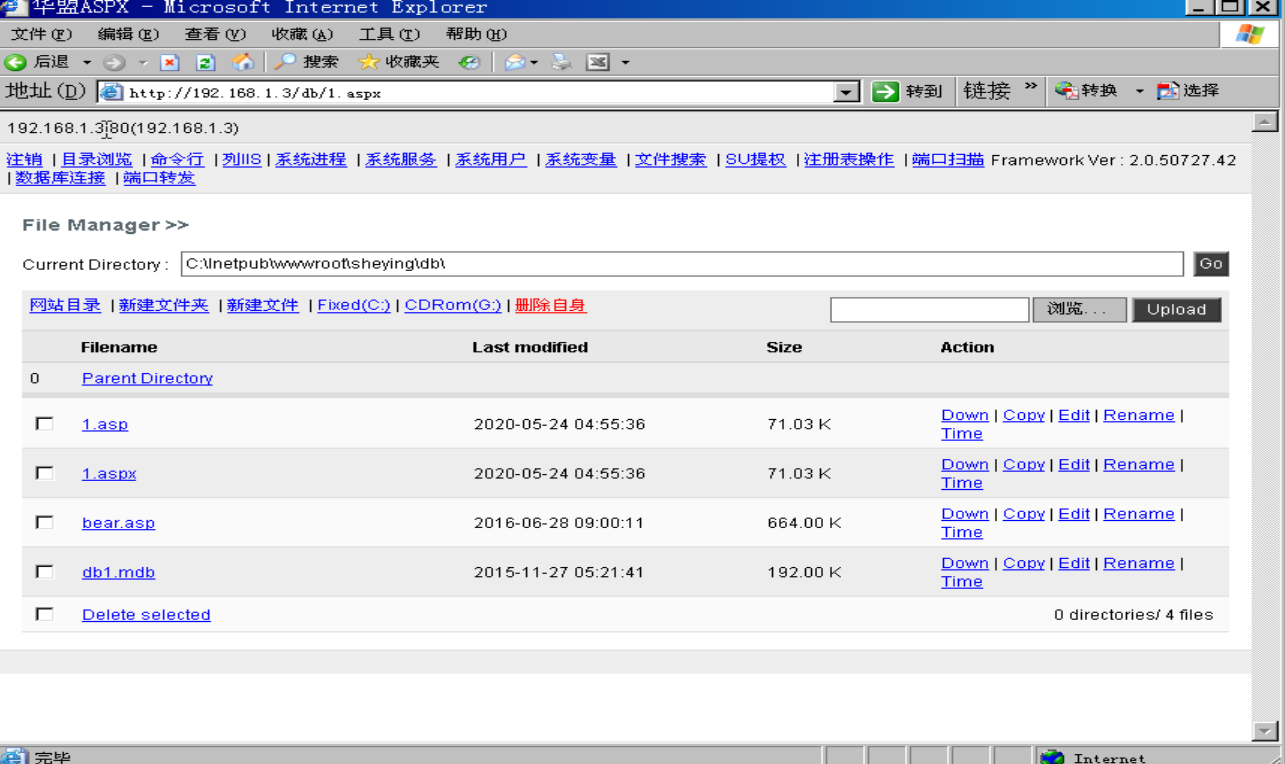 华盟ASPX - Microsoft Internet Explorer
文件(F) 编辑(E) 查看(V) 收藏(A) 工具(T) 帮助(H)
后退 搜索 收藏夹
地址(D) http://192.168.1.3/db/1.aspx 转到 链接 » 转换 选择
192.168.1.3:80(192.168.1.3)
注销 | 目录浏览 | 命令行 | 列IIS | 系统进程 | 系统服务 | 系统用户 | 系统变量 | 文件搜索 | SU提权 | 注册表操作 | 端口扫描 Framework Ver : 2.0.50727.42
| 数据库连接 | 端口转发
File Manager >>
Current Directory : C:\Inetpub\wwwroot\sheying\db\ Go
网站目录 | 新建文件夹 | 新建文件 | Fixed(C:) | CDRom(G:) | 删除自身 浏览... Upload
Filename Last modified Size Action
0 Parent Directory
1.asp 2020-05-24 04:55:36 71.03 K Down | Copy | Edit | Rename |
Time
1.aspx 2020-05-24 04:55:36 71.03 K Down | Copy | Edit | Rename |
Time
bear.asp 2016-06-28 09:00:11 664.00 K Down | Copy | Edit | Rename |
Time
db1.mdb 2015-11-27 05:21:41 192.00 K Down | Copy | Edit | Rename |
Time
Delete selected 0 directories/ 4 files
完毕 Internet